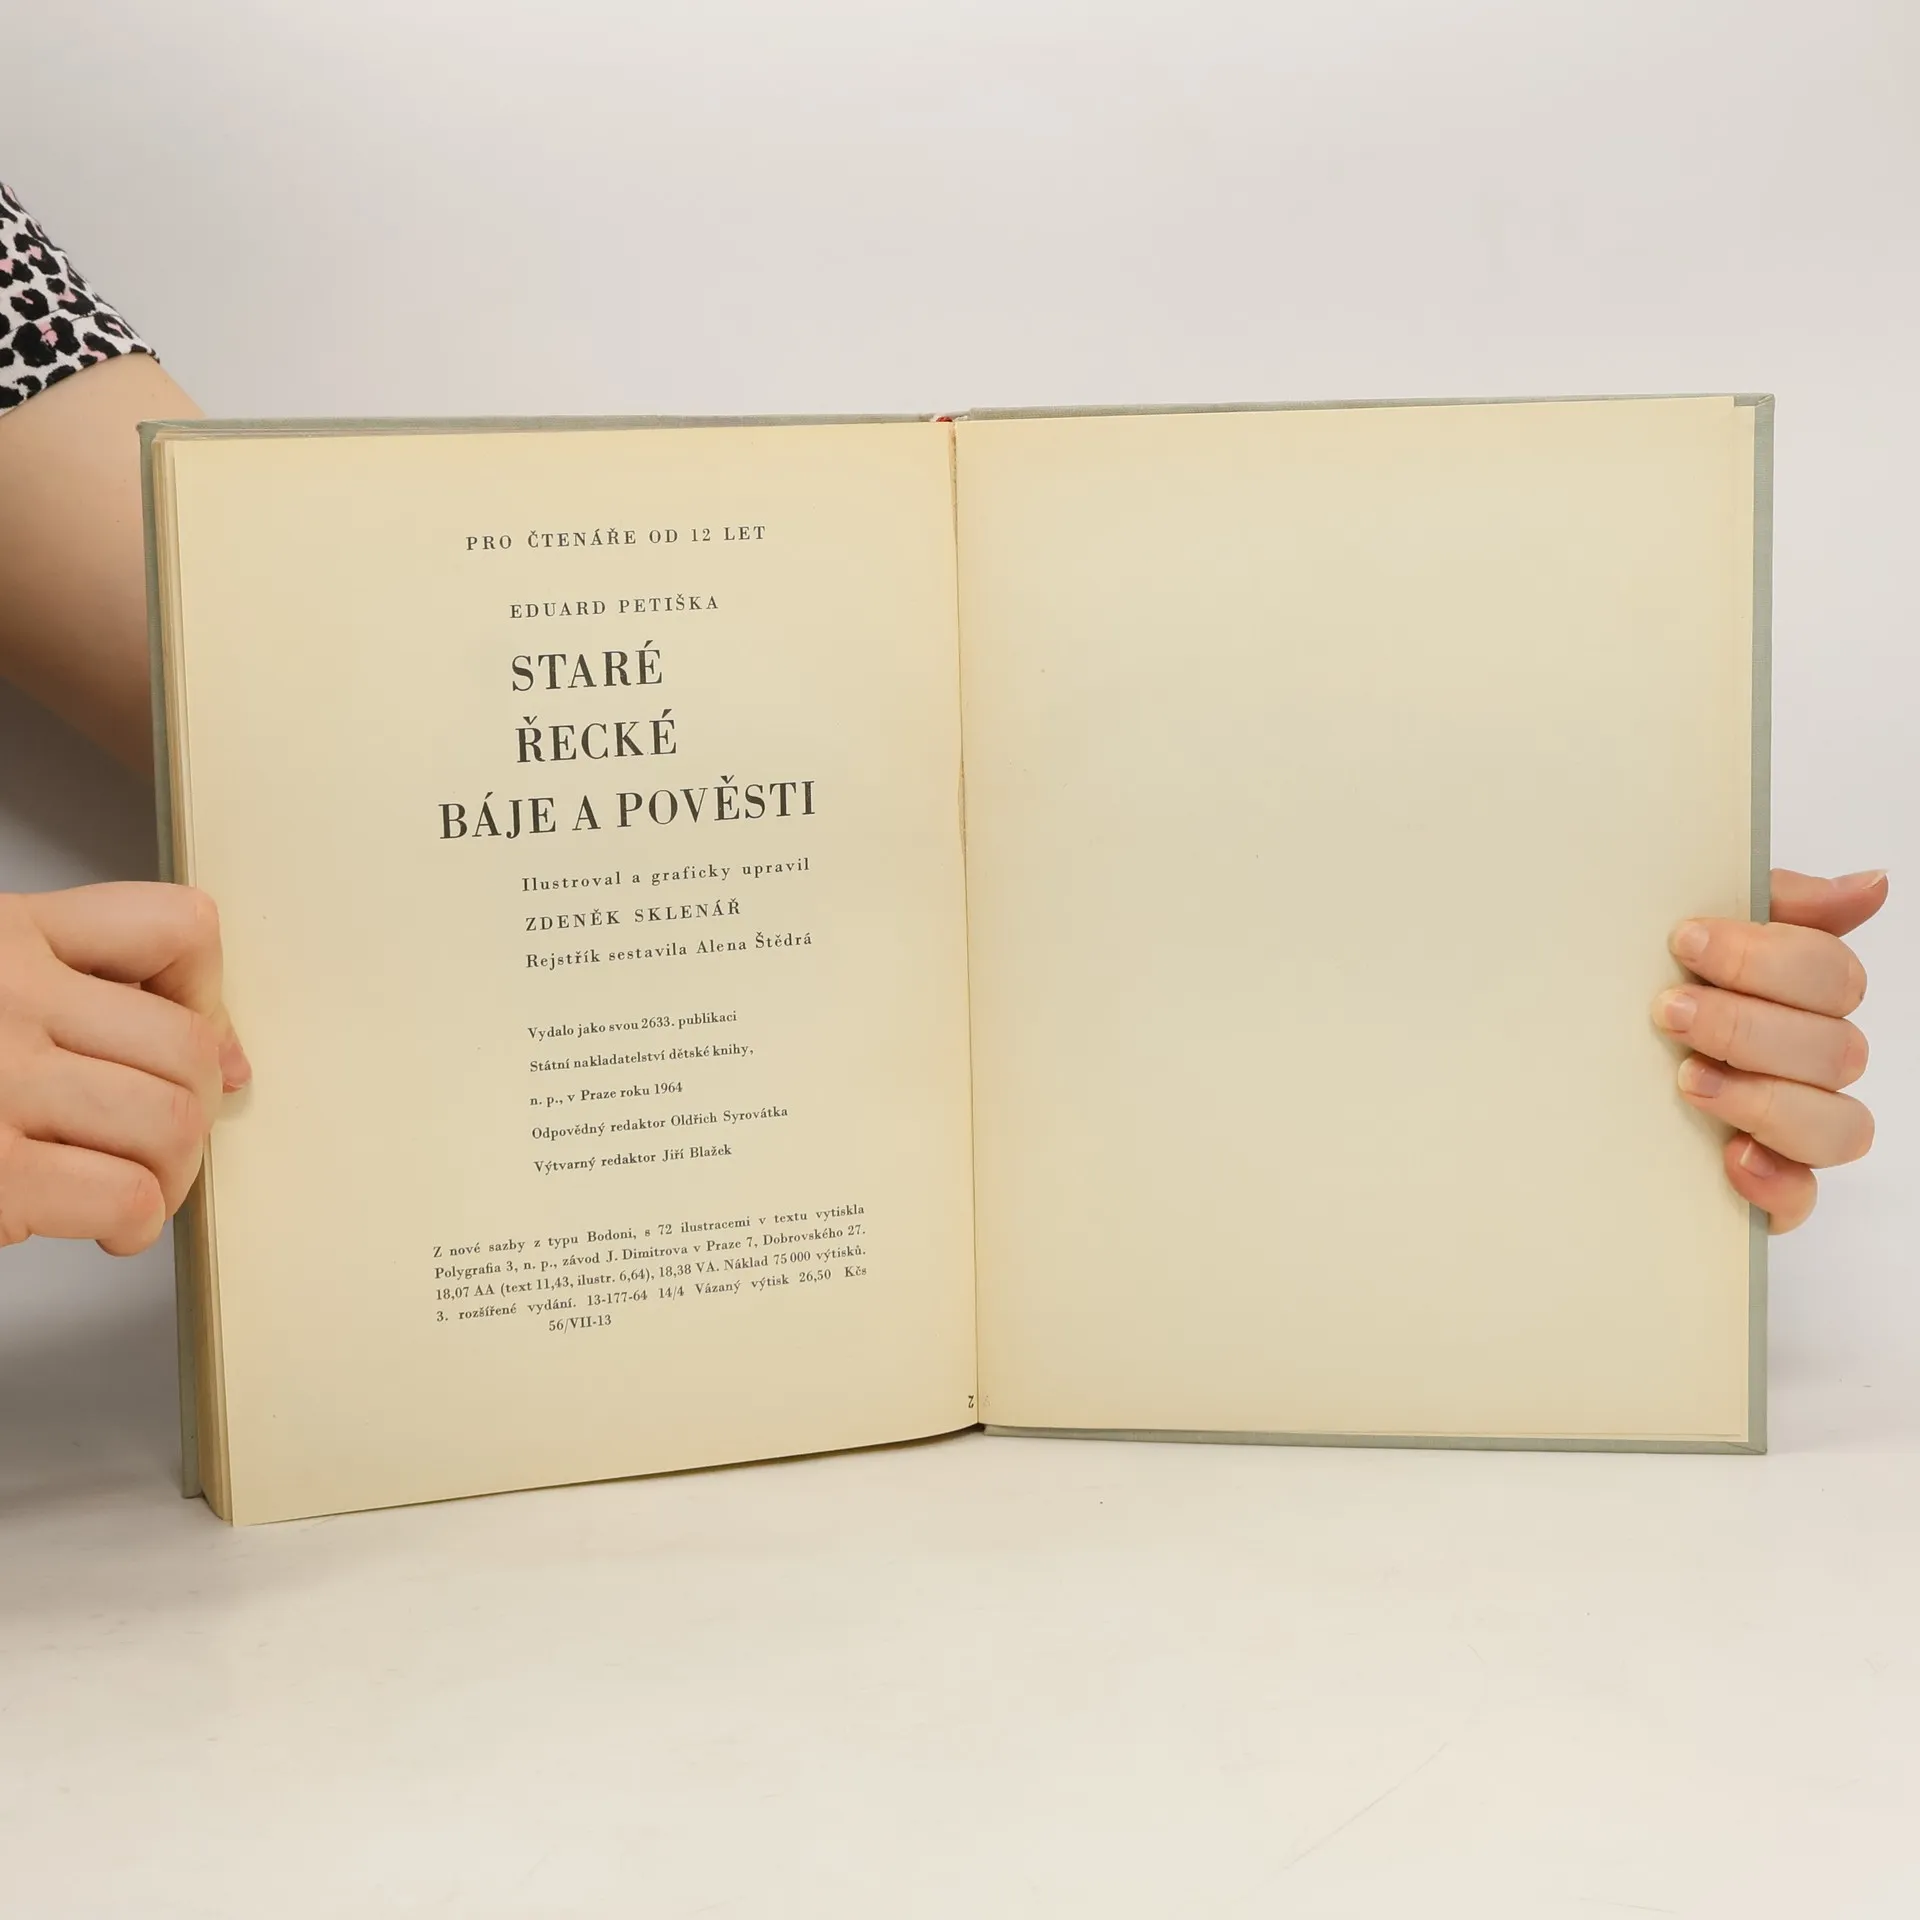 PRO ČTENÁŘE OD 12 LET
EDUARD PETIŠKA
STARÉ
ŘECKÉ
BÁJE A POVĚSTI
Ilustroval a graficky upravil
ZDENĚK SKLENÁŘ
Rejstřík sestavila Alena Štědrá
Vydalo jako svou 2633. publikaci
Státní nakladatelství dětské knihy,
n. p., v Praze roku 1964
Odpovědný redaktor Oldřich Syrovátka
Výtvarný redaktor Jiří Blažek
Z nové sazby z typu Bodoni, s 72 ilustracemi v textu vytiskla
Polygrafia 3, n. p., závod J. Dimitrova v Praze 7, Dobrovského 27.
18,07 AA (text 11,43, ilustr. 6,64), 18,38 VA. Náklad 75 000 výtisků.
3. rozšířené vydání. 13-177-64 14/4 Vázaný výtisk 26,50 Kčs
56/VII-13
2